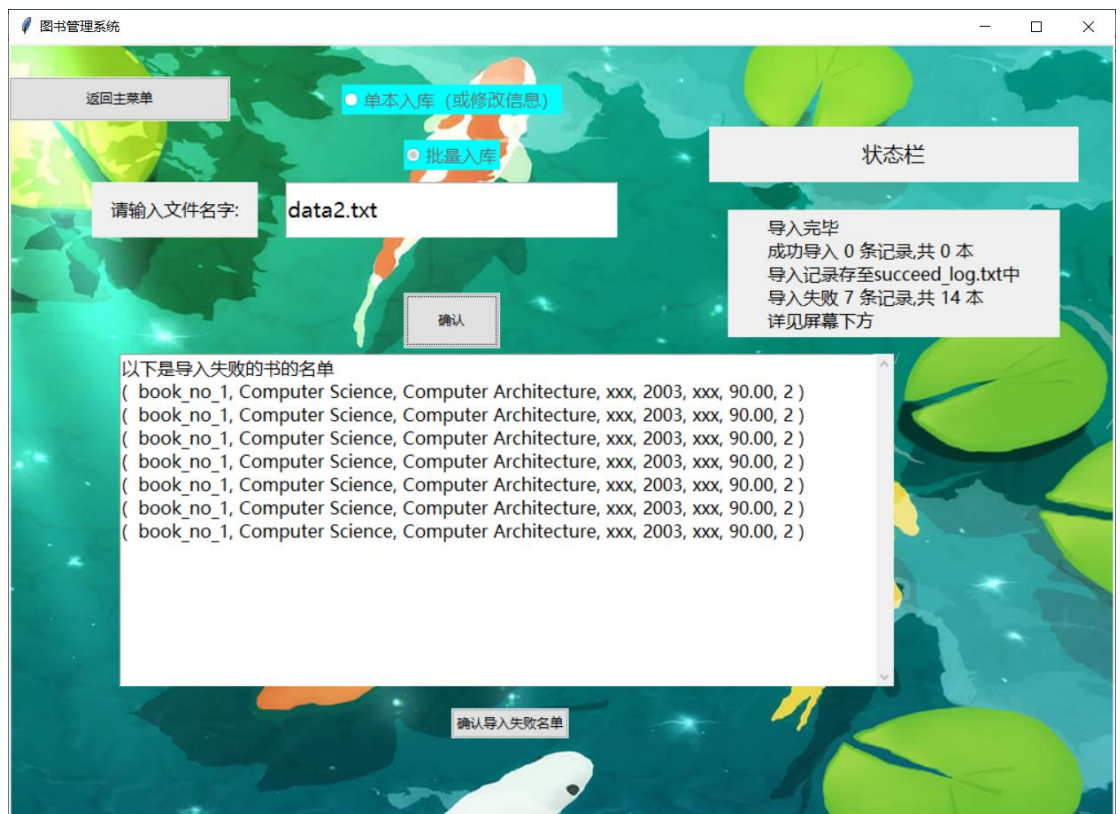 图书管理系统
返回主菜单
单本入库（或修改信息）
批量入库
状态栏
请输入文件名字:
data2.txt
导入完毕
成功导入 0 条记录,共 0 本
导入记录存至succeed_log.txt中
导入失败 7 条记录,共 14 本
详见屏幕下方
确认
以下是导入失败的书的名单
( book_no_1, Computer Science, Computer Architecture, xxx, 2003, xxx, 90.00, 2 )
( book_no_1, Computer Science, Computer Architecture, xxx, 2003, xxx, 90.00, 2 )
( book_no_1, Computer Science, Computer Architecture, xxx, 2003, xxx, 90.00, 2 )
( book_no_1, Computer Science, Computer Architecture, xxx, 2003, xxx, 90.00, 2 )
( book_no_1, Computer Science, Computer Architecture, xxx, 2003, xxx, 90.00, 2 )
( book_no_1, Computer Science, Computer Architecture, xxx, 2003, xxx, 90.00, 2 )
( book_no_1, Computer Science, Computer Architecture, xxx, 2003, xxx, 90.00, 2 )
确认导入失败名单